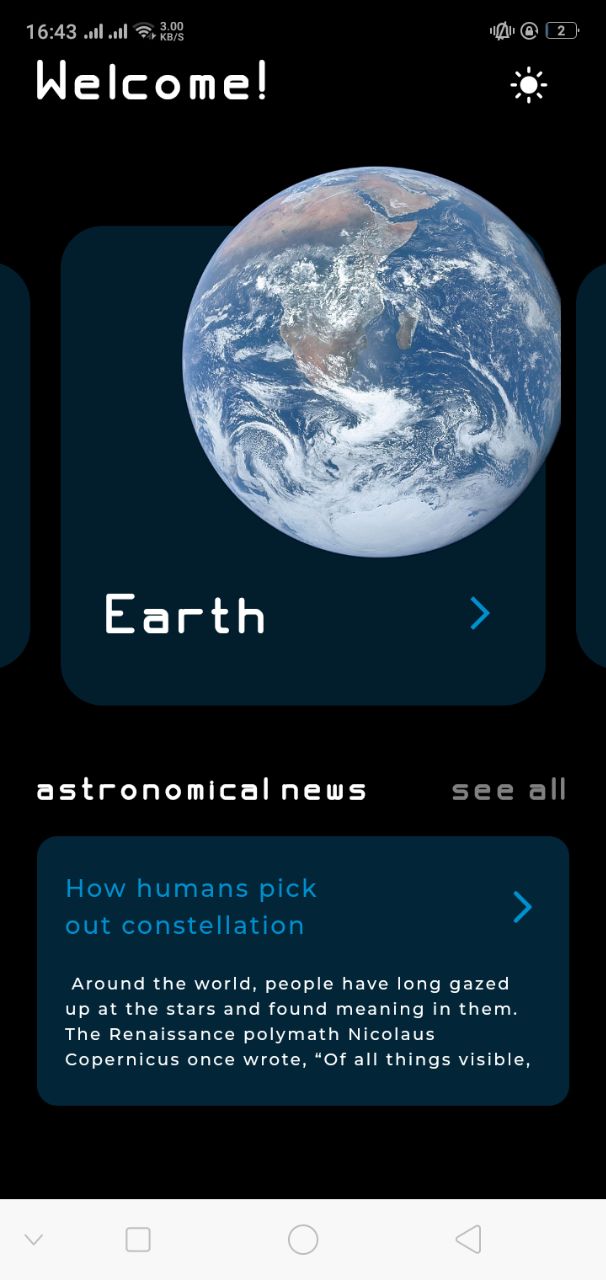 16:43
3.00
KB/S
2
Welcome!
Earth
astronomical news
see all
How humans pick
out constellation
Around the world, people have long gazed
up at the stars and found meaning in them.
The Renaissance polymath Nicolaus
Copernicus once wrote, “Of all things visible,